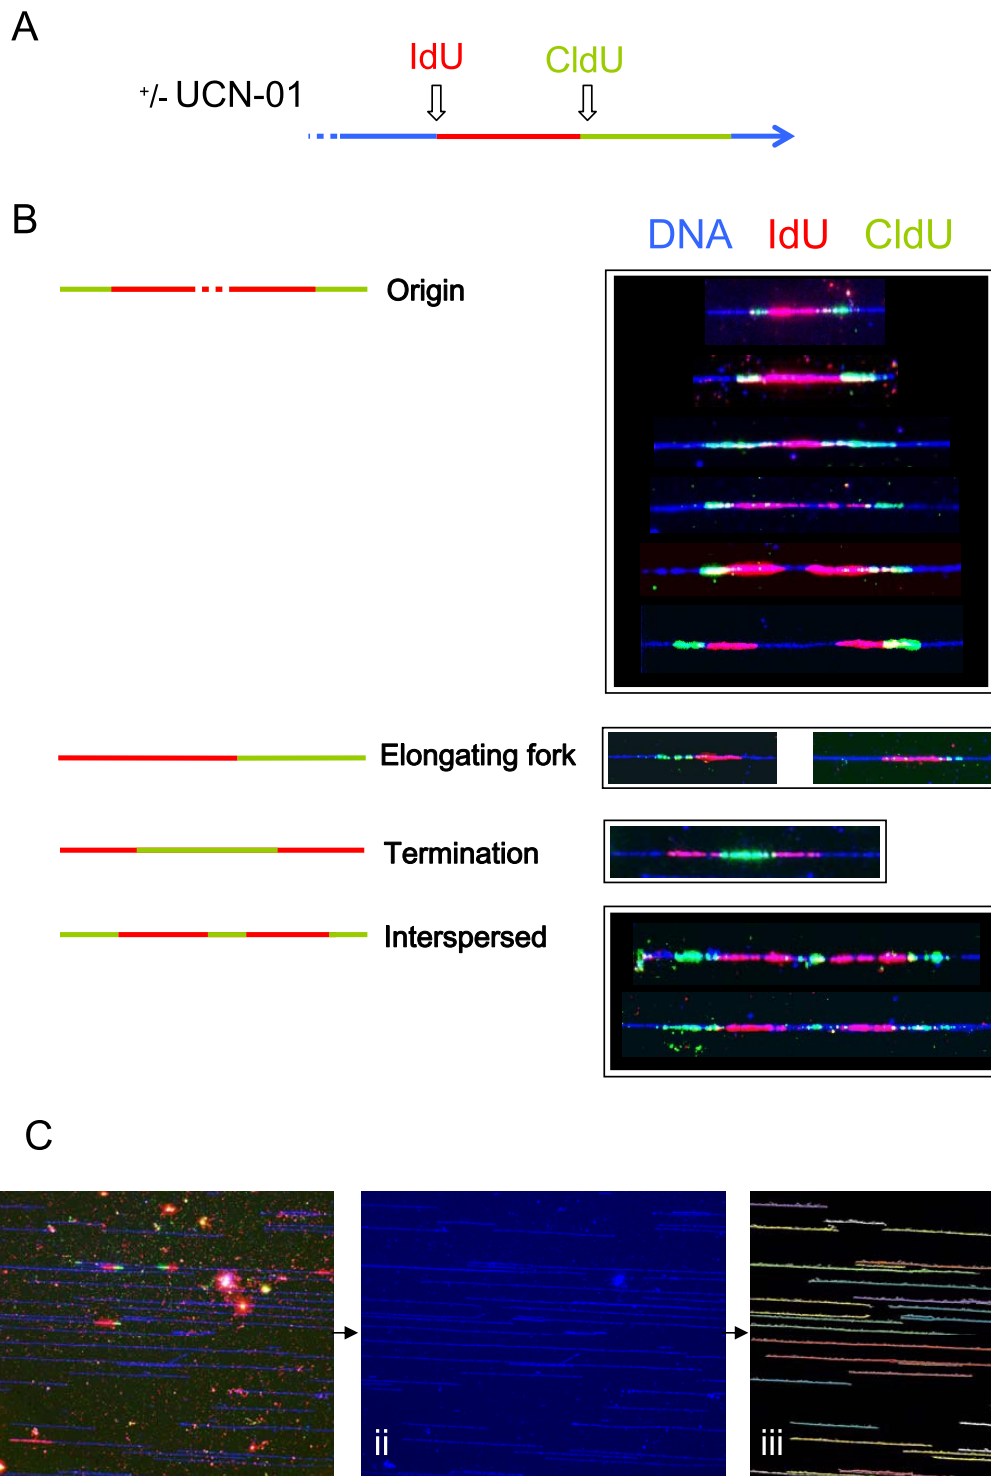 A
IdU
CldU
+/- UCN-01
B
DNA IdU CldU
Origin
Elongating fork
Termination
Interspersed
C
ii
iii